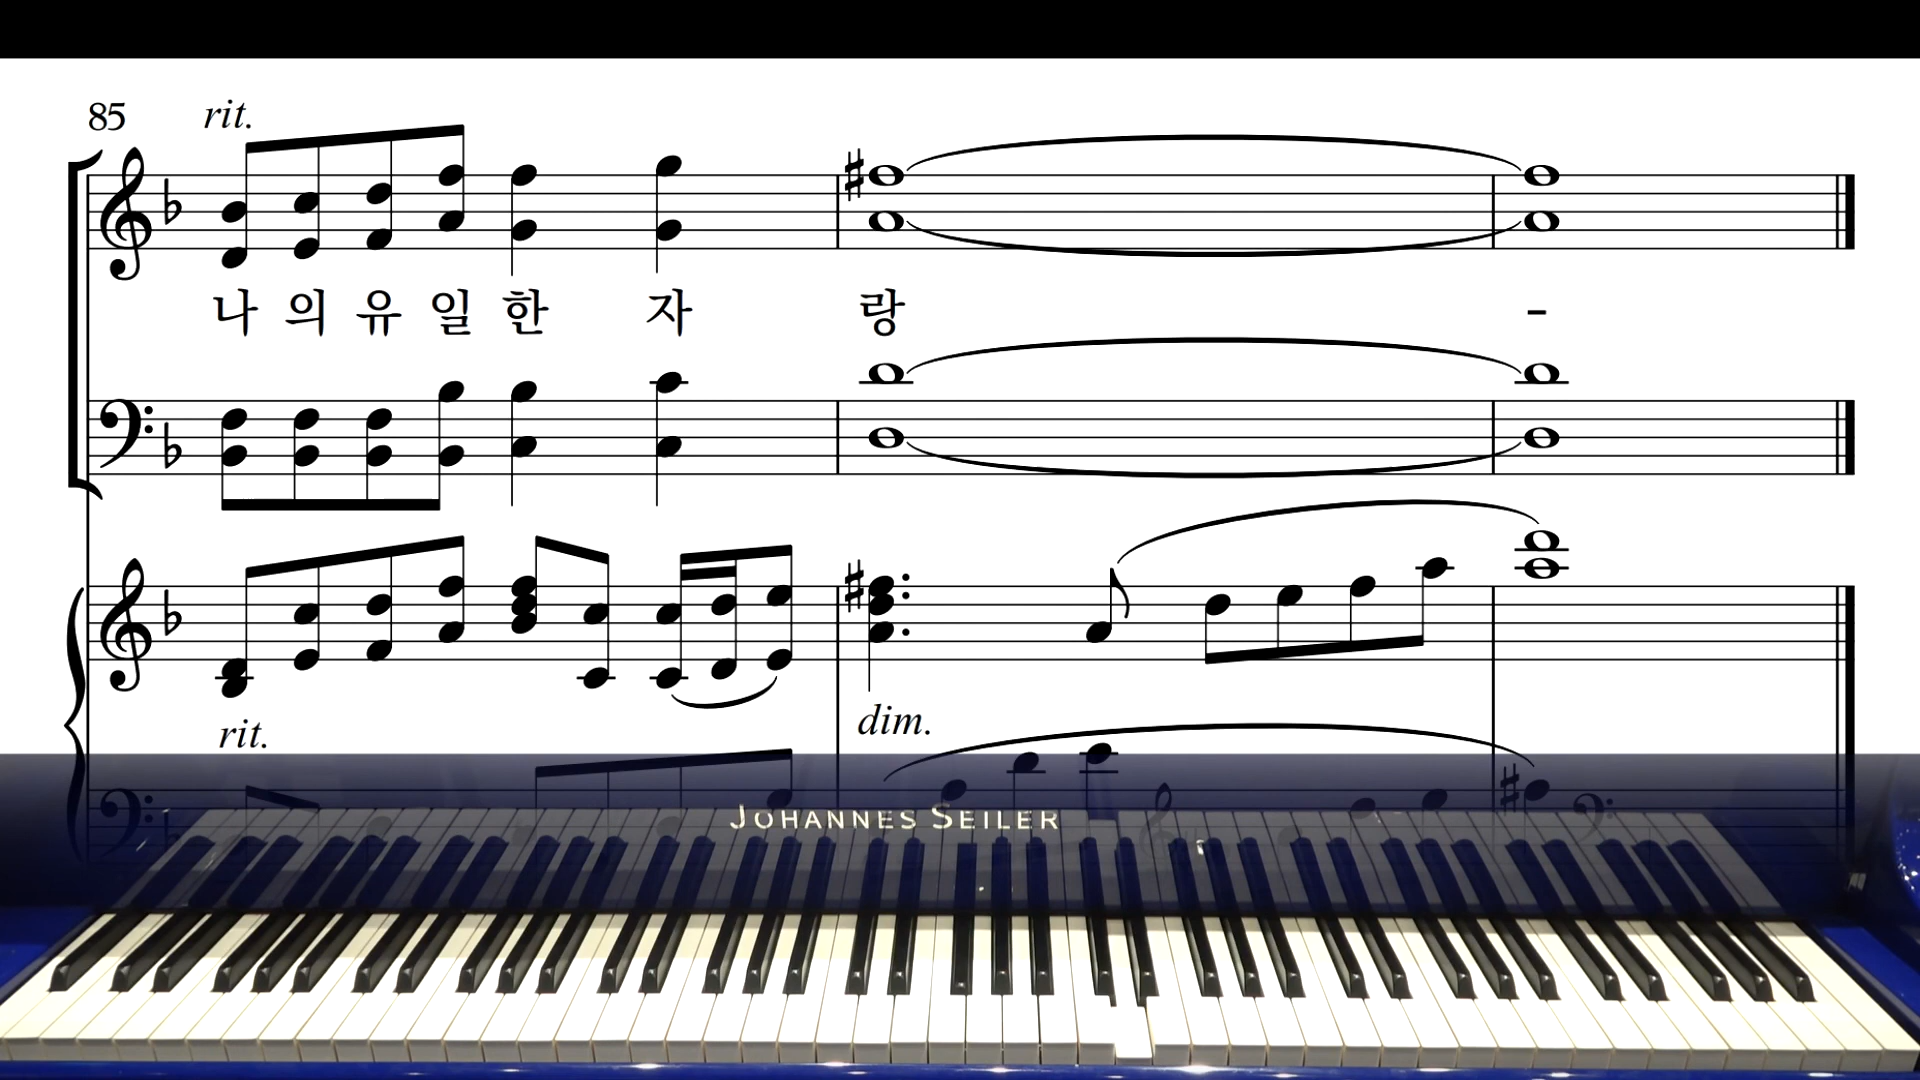 85 rit.
나 의 유 일 한 자 랑 -
rit.
dim.
JOHANNES SEILER